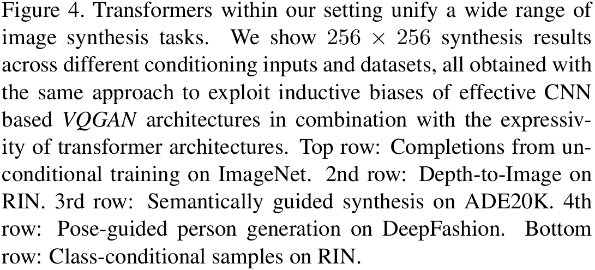 Figure 4. Transformers within our setting unify a wide range of
image synthesis tasks. We show 256 × 256 synthesis results
across different conditioning inputs and datasets, all obtained with
the same approach to exploit inductive biases of effective CNN
based VQGAN architectures in combination with the expressiv-
ity of transformer architectures. Top row: Completions from un-
conditional training on ImageNet. 2nd row: Depth-to-Image on
RIN. 3rd row: Semantically guided synthesis on ADE20K. 4th
row: Pose-guided person generation on DeepFashion. Bottom
row: Class-conditional samples on RIN.